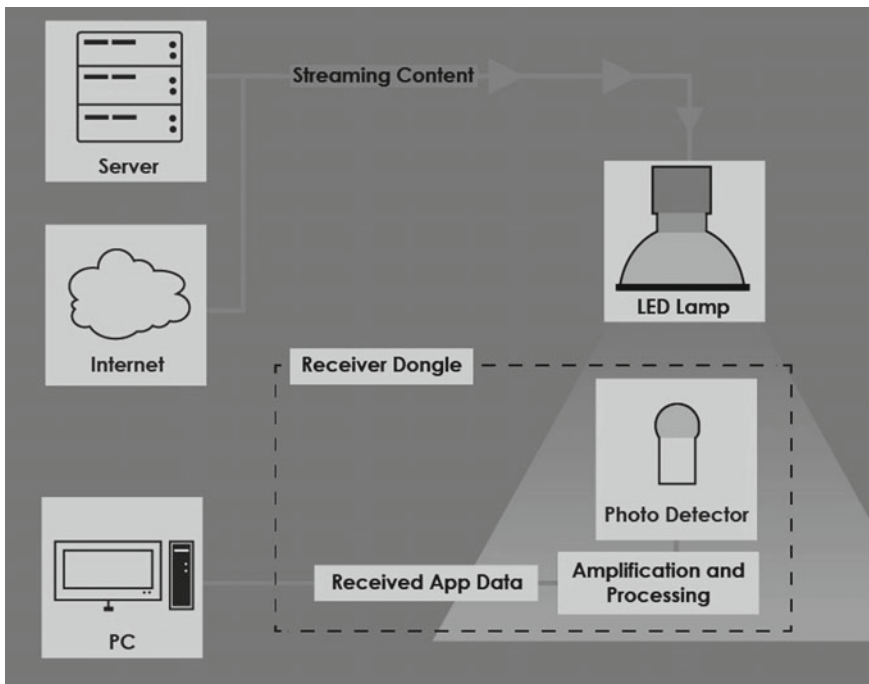 Streaming Content
Server
LED Lamp
Internet
Receiver Dongle
Photo Detector
Received App Data
Amplification and
Processing
PC